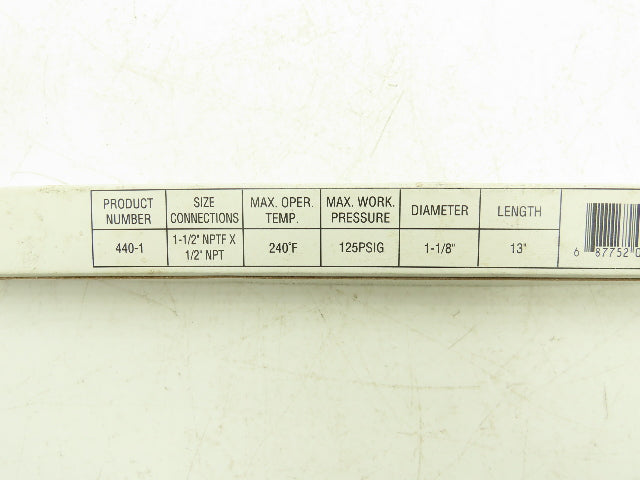 PRODUCT NUMBER SIZE CONNECTIONS MAX. OPER. TEMP. MAX. WORK. PRESSURE DIAMETER LENGTH
440-1 1-1/2" NPTF X 1/2" NPT 240°F 125PSIG 1-1/8" 13"
6 87752 0